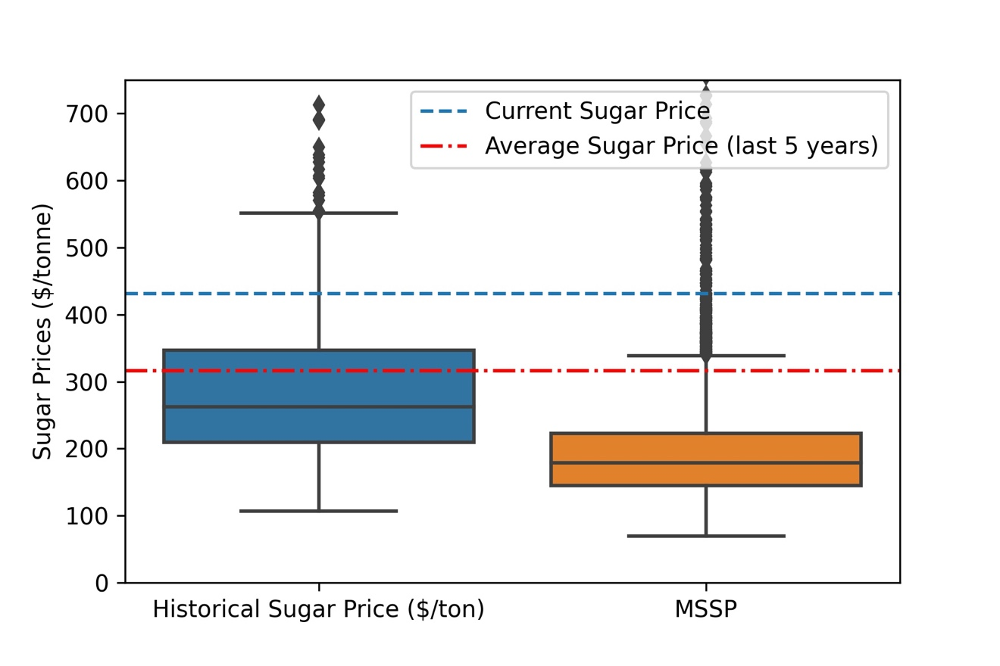 Current Sugar Price
Average Sugar Price (last 5 years)
Sugar Prices ($/tonne)
700
600
500
400
300
200
100
0
Historical Sugar Price ($/ton)
MSSP